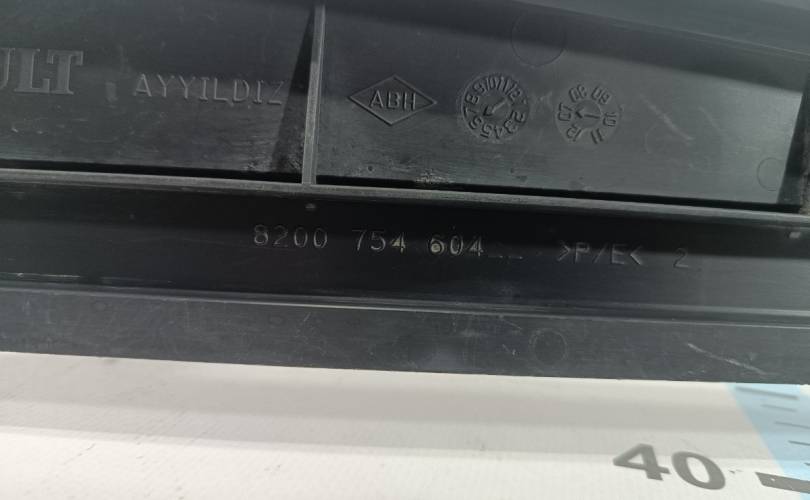 ULT AYYILDIZ ABH
8200 754 604 >P/E< 2
40